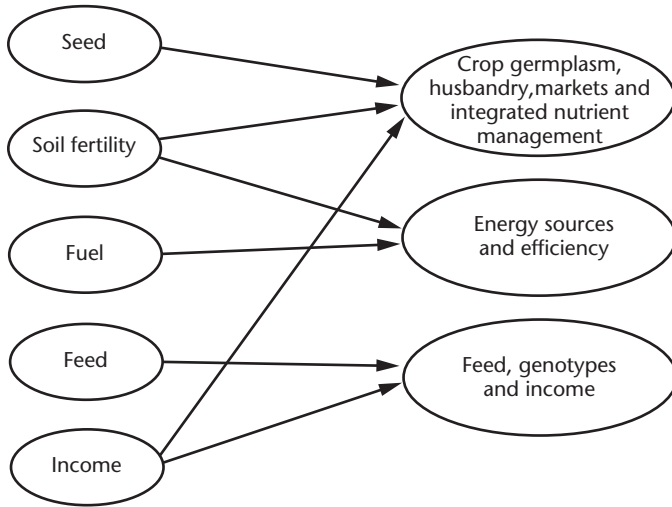 Seed
Soil fertility
Fuel
Feed
Income
Crop germplasm,
husbandry,markets and
integrated nutrient
management
Energy sources
and efficiency
Feed, genotypes
and income